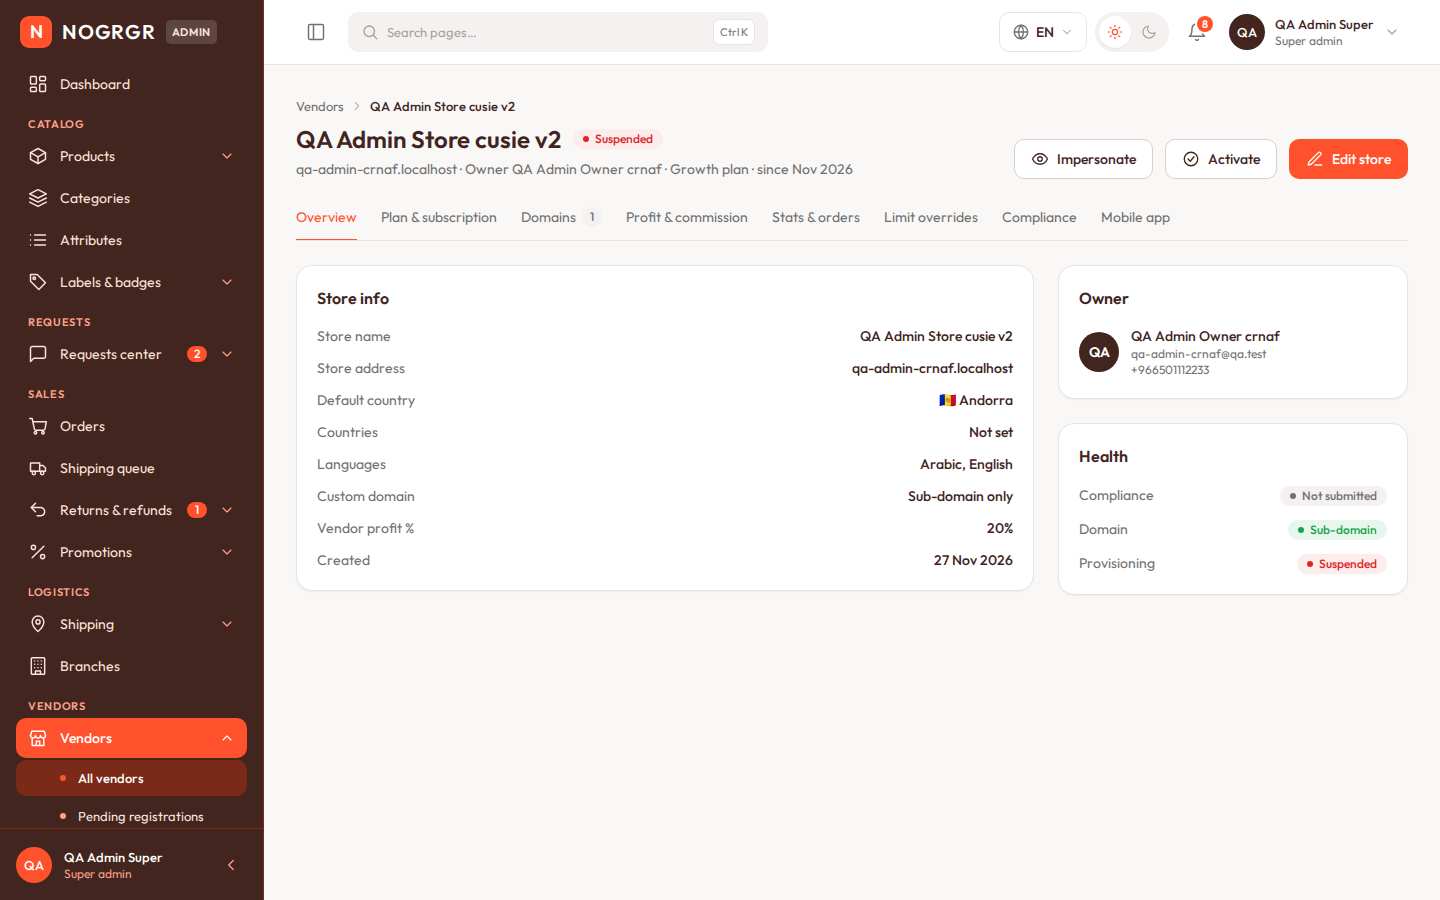 N NOGRGR ADMIN
Dashboard
CATALOG
Products
Categories
Attributes
Labels & badges
REQUESTS
Requests center 2
SALES
Orders
Shipping queue
Returns & refunds 1
Promotions
LOGISTICS
Shipping
Branches
VENDORS
Vendors
All vendors
Pending registrations
QA QA Admin Super
Super admin
Search pages... Ctrl K
EN
8
QA QA Admin Super
Super admin
Vendors QA Admin Store cusie v2
QA Admin Store cusie v2 Suspended
qa-admin-crnaf.localhost · Owner QA Admin Owner crnaf · Growth plan · since Nov 2026
Impersonate Activate Edit store
Overview Plan & subscription Domains 1 Profit & commission Stats & orders Limit overrides Compliance Mobile app
Store info
Store name QA Admin Store cusie v2
Store address qa-admin-crnaf.localhost
Default country Andorra
Countries Not set
Languages Arabic, English
Custom domain Sub-domain only
Vendor profit % 20%
Created 27 Nov 2026
Owner
QA QA Admin Owner crnaf
qa-admin-crnaf@qa.test
+966501112233
Health
Compliance Not submitted
Domain Sub-domain
Provisioning Suspended